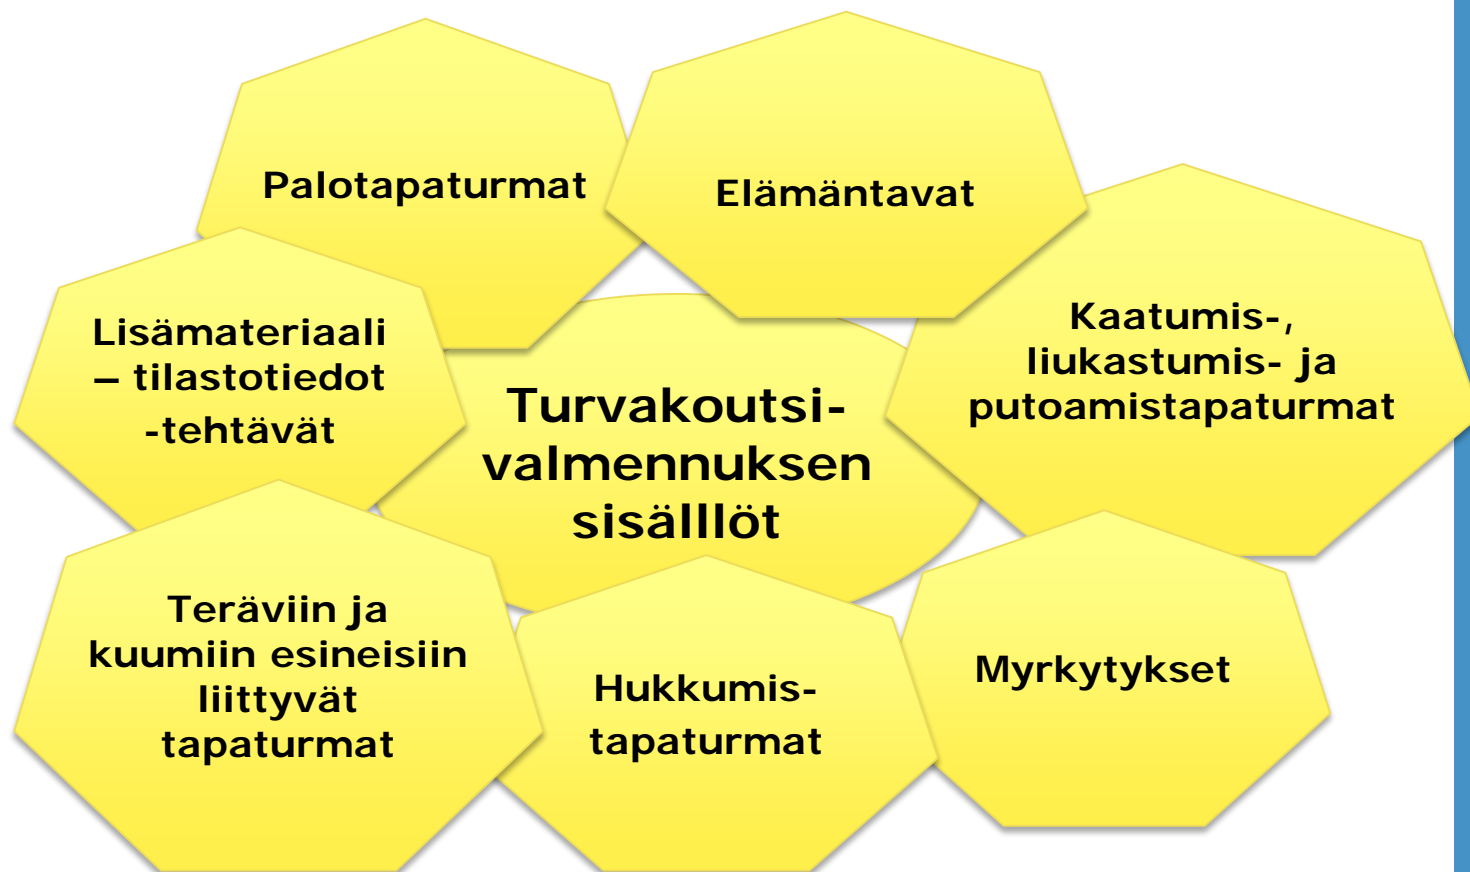 Palotapaturmat
Elämäntavat
Kaatumis-,
liukastumis- ja
putoamistapaturmat
Lisämateriaali
– tilastotiedot
-tehtävät
Turvakoutsi-
valmennuksen
sisälllöt
Teräviin ja
kuumiin esineisiin
liittyvät
tapaturmat
Hukkumis-
tapaturmat
Myrkytykset